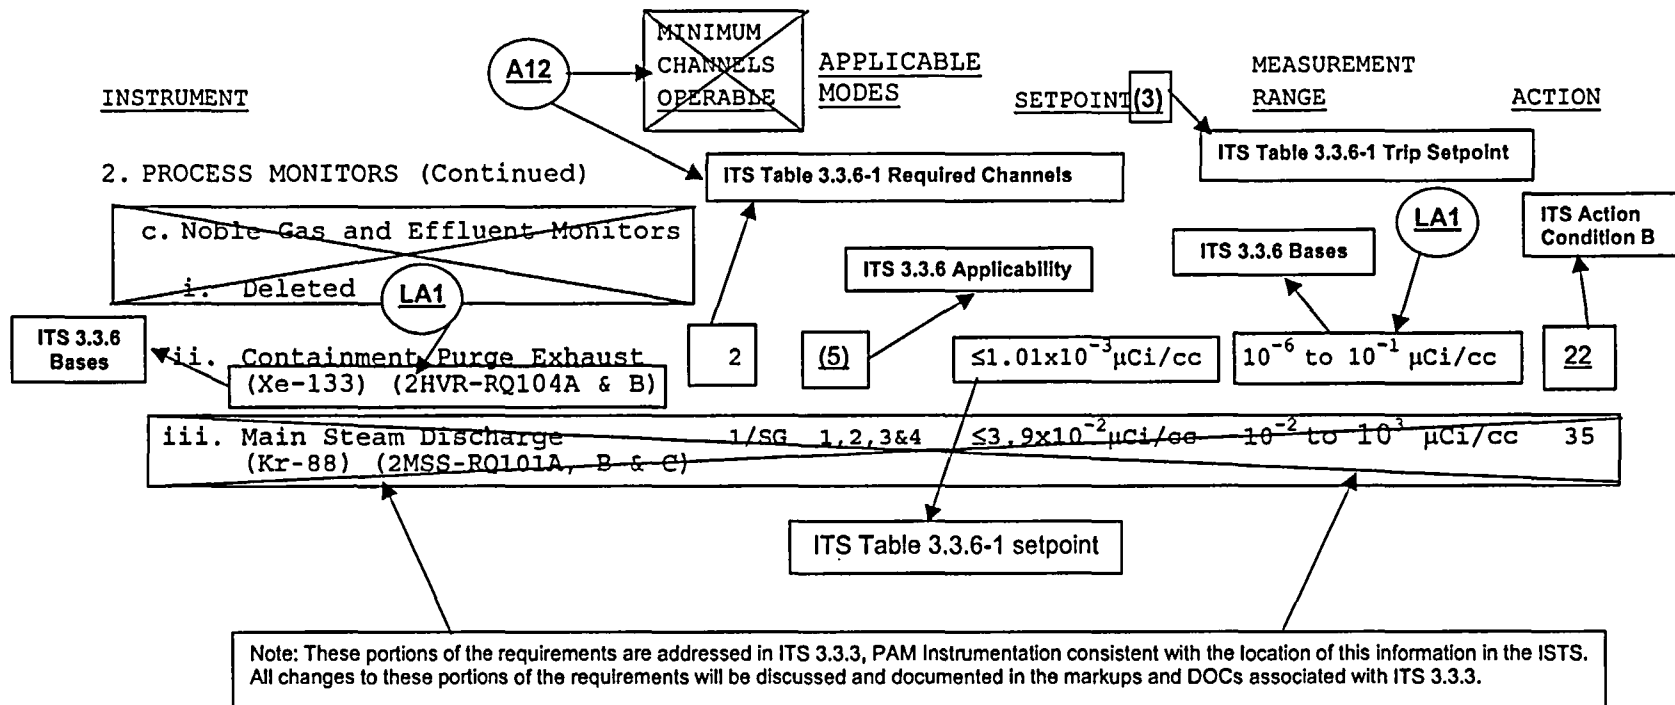 MINIMUM
CHANNELS
OPERABLE
A12
APPLICABLE
MODES
MEASUREMENT
RANGE
INSTRUMENT
SETPOINT(3)
ACTION
ITS Table 3.3.6-1 Trip Setpoint
2. PROCESS MONITORS (Continued)
ITS Table 3.3.6-1 Required Channels
c. Noble Gas and Effluent Monitors
LA1
ITS Action
Condition B
ITS 3.3.6 Bases
ITS 3.3.6 Applicability
i. Deleted
LA1
ITS 3.3.6
Bases
ii. Containment Purge Exhaust 2 (5) ≤1.01x10⁻³ μCi/cc 10⁻⁶ to 10⁻¹ μCi/cc 22
(Xe-133) (2HVR-RQ104A & B)
iii. Main Steam Discharge 1/SG 1,2,3&4 ≤3.9x10⁻² μCi/cc 10⁻² to 10³ μCi/cc 35
(Kr-88) (2MSS-RQ101A, B & C)
ITS Table 3.3.6-1 setpoint
Note: These portions of the requirements are addressed in ITS 3.3.3, PAM Instrumentation consistent with the location of this information in the ISTS.
All changes to these portions of the requirements will be discussed and documented in the markups and DOCs associated with ITS 3.3.3.